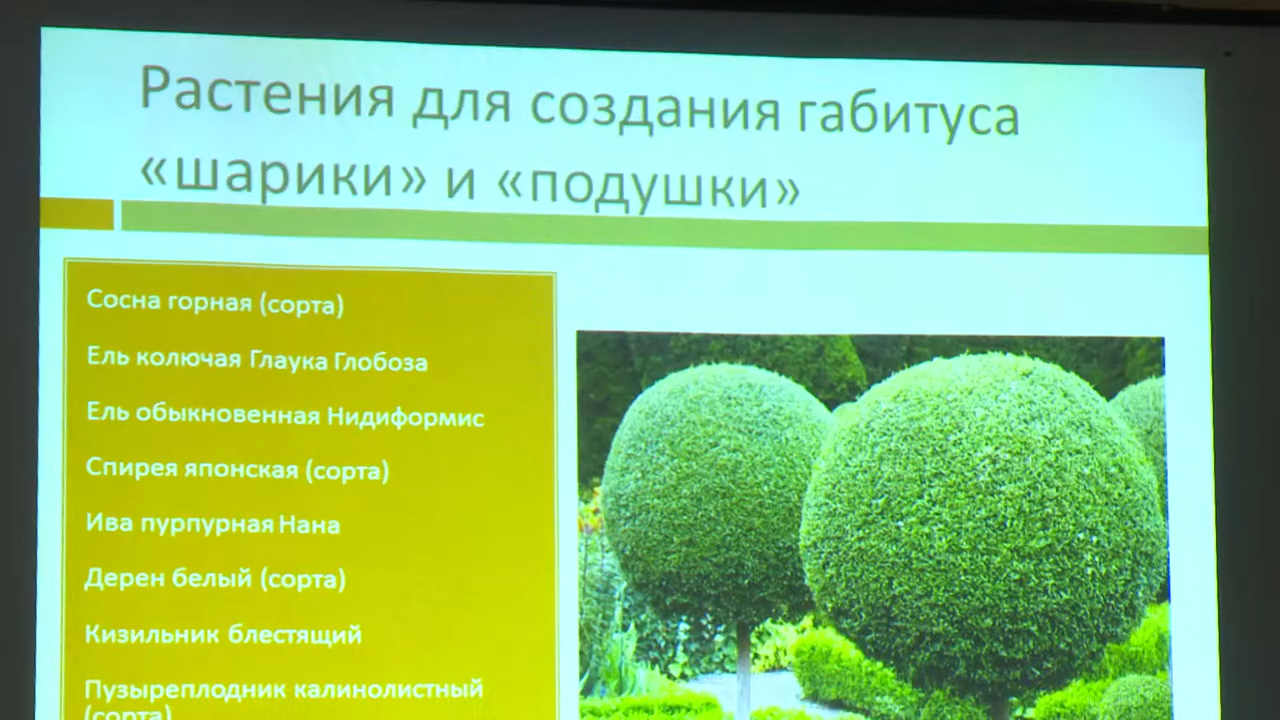 Растения для создания габитуса
«шарики» и «подушки»
Сосна горная (сорта)
Ель колючая Глаука Глобоза
Ель обыкновенная Нидиформис
Спирея японская (сорта)
Ива пурпурная Нана
Дерен белый (сорта)
Кизильник блестящий
Пузыреплодник калинолистный
(сорта)